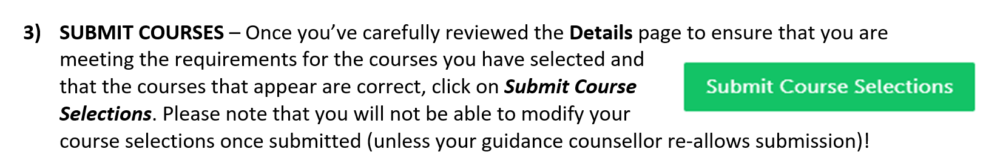 3) SUBMIT COURSES – Once you’ve carefully reviewed the Details page to ensure that you are
meeting the requirements for the courses you have selected and
that the courses that appear are correct, click on Submit Course
Selections. Please note that you will not be able to modify your
course selections once submitted (unless your guidance counsellor re-allows submission)!
Submit Course Selections